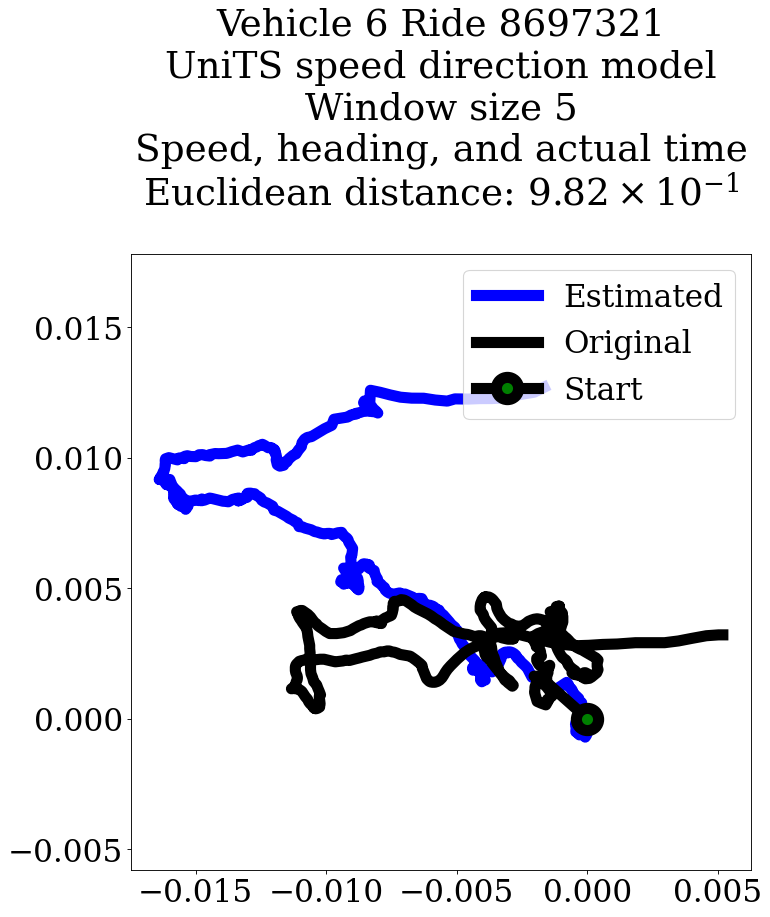 Vehicle 6 Ride 8697321
UniTS speed direction model
Window size 5
Speed, heading, and actual time
Euclidean distance: 9.82 × 10⁻¹
Estimated
Original
Start
0.015
0.010
0.005
0.000
−0.005
−0.015 −0.010 −0.005 0.000 0.005